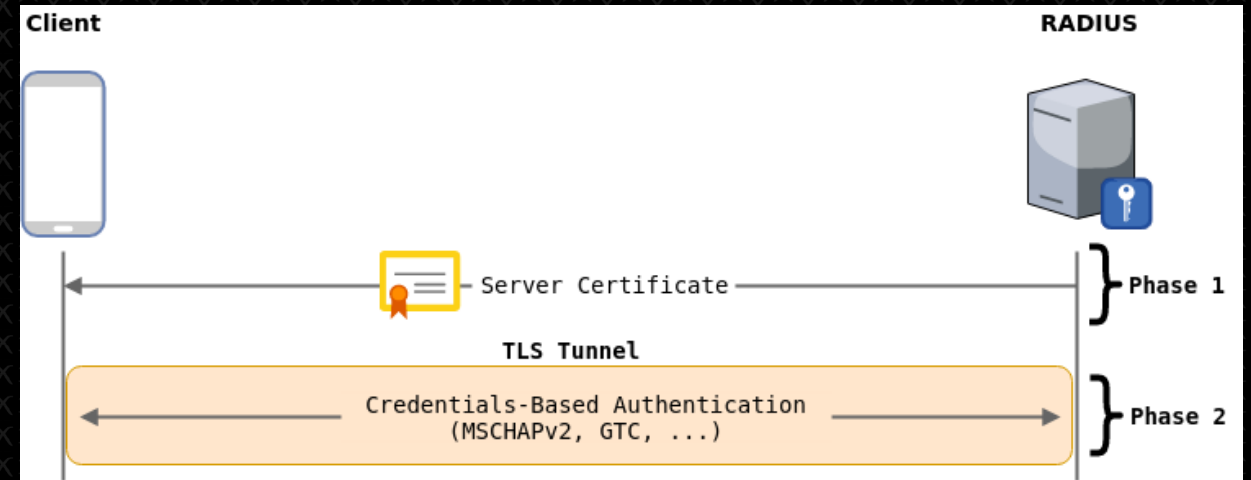 Client
RADIUS
Server Certificate
Phase 1
TLS Tunnel
Credentials-Based Authentication
(MSCHAPv2, GTC, ...)
Phase 2